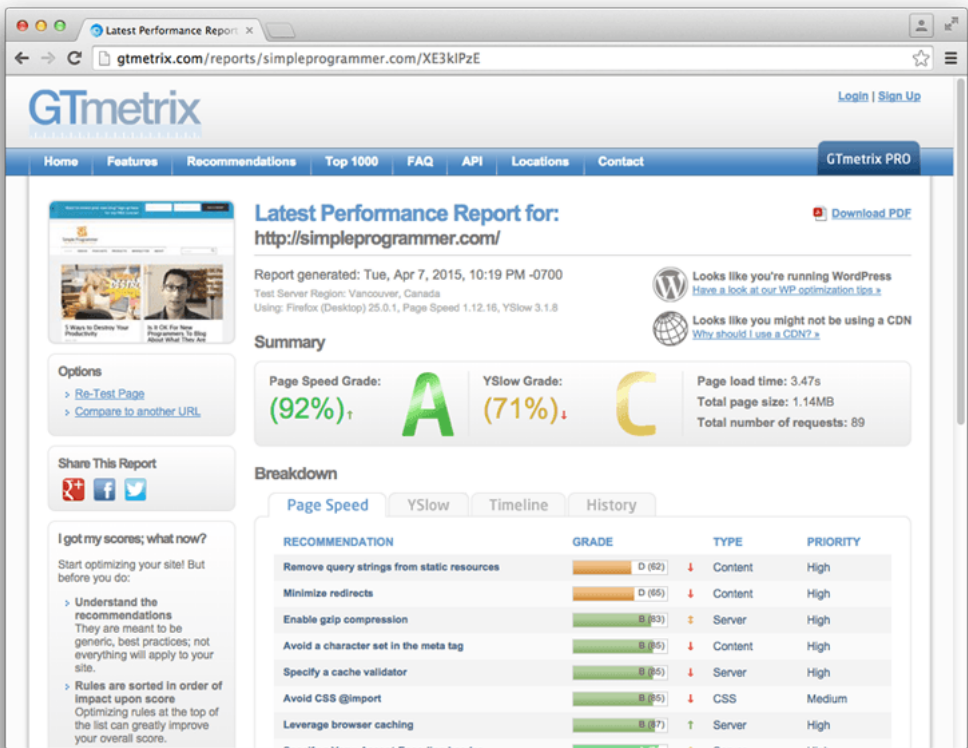 Latest Performance Report
gtmetrix.com/reports/simpleprogrammer.com/XE3kIPzE
GTmetrix
Login | Sign Up
Home Features Recommendations Top 1000 FAQ API Locations Contact GTmetrix PRO
Simple Programmer
5 Ways to Destroy Your
Productivity
Is It OK For New
Programmers To Blog
About What They Are
Options
Re-Test Page
Compare to another URL
Share This Report
I got my scores; what now?
Start optimizing your site! But
before you do:
Understand the
recommendations
They are meant to be
generic, best practices; not
everything will apply to your
site.
Rules are sorted in order of
impact upon score
Optimizing rules at the top of
the list can greatly improve
your overall score.
Latest Performance Report for:
http://simpleprogrammer.com/
Download PDF
Report generated: Tue, Apr 7, 2015, 10:19 PM -0700
Test Server Region: Vancouver, Canada
Using: Firefox (Desktop) 25.0.1, Page Speed 1.12.16, YSlow 3.1.8
Looks like you're running WordPress
Have a look at our WP optimization tips »
Looks like you might not be using a CDN
Why should I use a CDN? »
Summary
Page Speed Grade:
(92%)↑ A
YSlow Grade:
(71%)↓ C
Page load time: 3.47s
Total page size: 1.14MB
Total number of requests: 89
Breakdown
Page Speed YSlow Timeline History
RECOMMENDATION GRADE TYPE PRIORITY
Remove query strings from static resources D (62) Content High
Minimize redirects D (65) Content High
Enable gzip compression B (83) Server High
Avoid a character set in the meta tag B (85) Content High
Specify a cache validator B (85) Server High
Avoid CSS @import B (85) CSS Medium
Leverage browser caching B (87) Server High